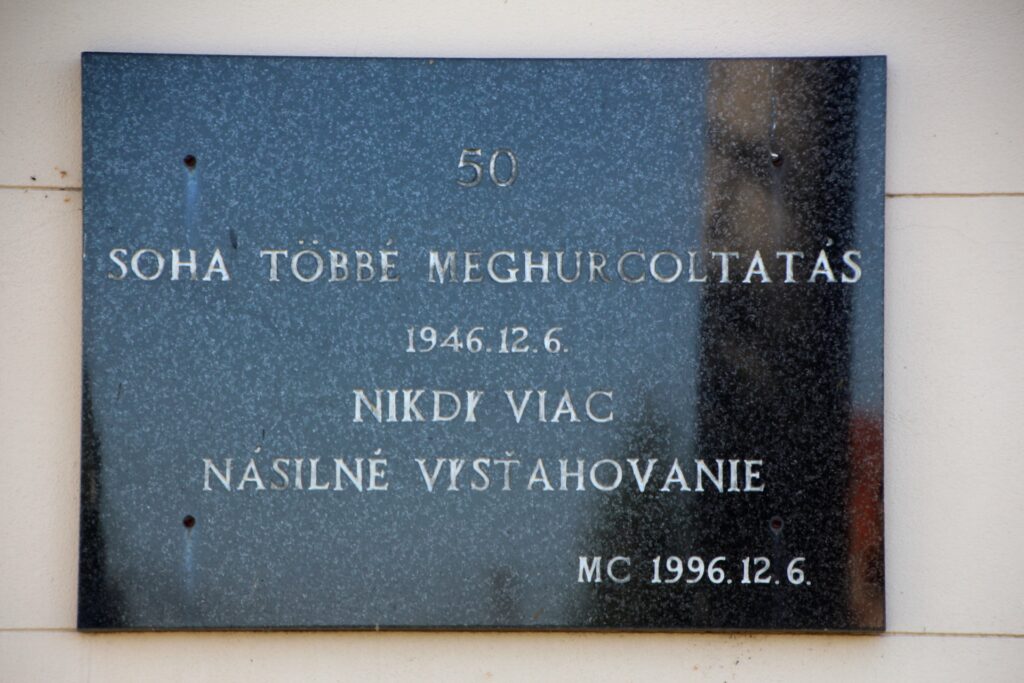 50
SOHA TÖBBÉ MEGHURCOLTATÁS
1946.12.6.
NIKDY VIAC
NÁSILNÉ VYSŤAHOVANIE
MC 1996.12.6.